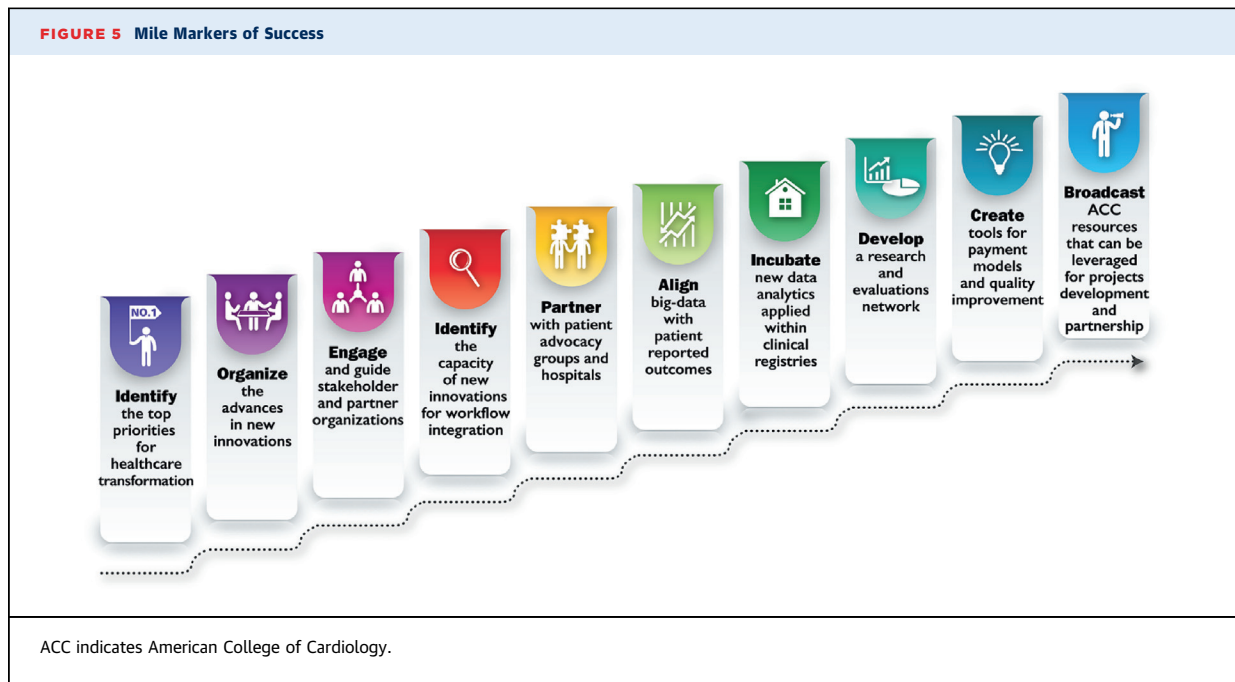 FIGURE 5 Mile Markers of Success
NO.1
Identify
the top
priorities
for
healthcare
transformation
Organize
the
advances
in new
innovations
Engage
and guide
stakeholder
and partner
organizations
Identify
the
capacity
of new
innovations
for workflow
integration
Partner
with patient
advocacy
groups and
hospitals
Align
big-data
with
patient
reported
outcomes
Incubate
new data
analytics
applied
within
clinical
registries
Develop
a research
and
evaluations
network
Create
tools for
payment
models
and quality
improvement
Broadcast
ACC
resources
that can be
leveraged
for projects
development
and
partnership
ACC indicates American College of Cardiology.